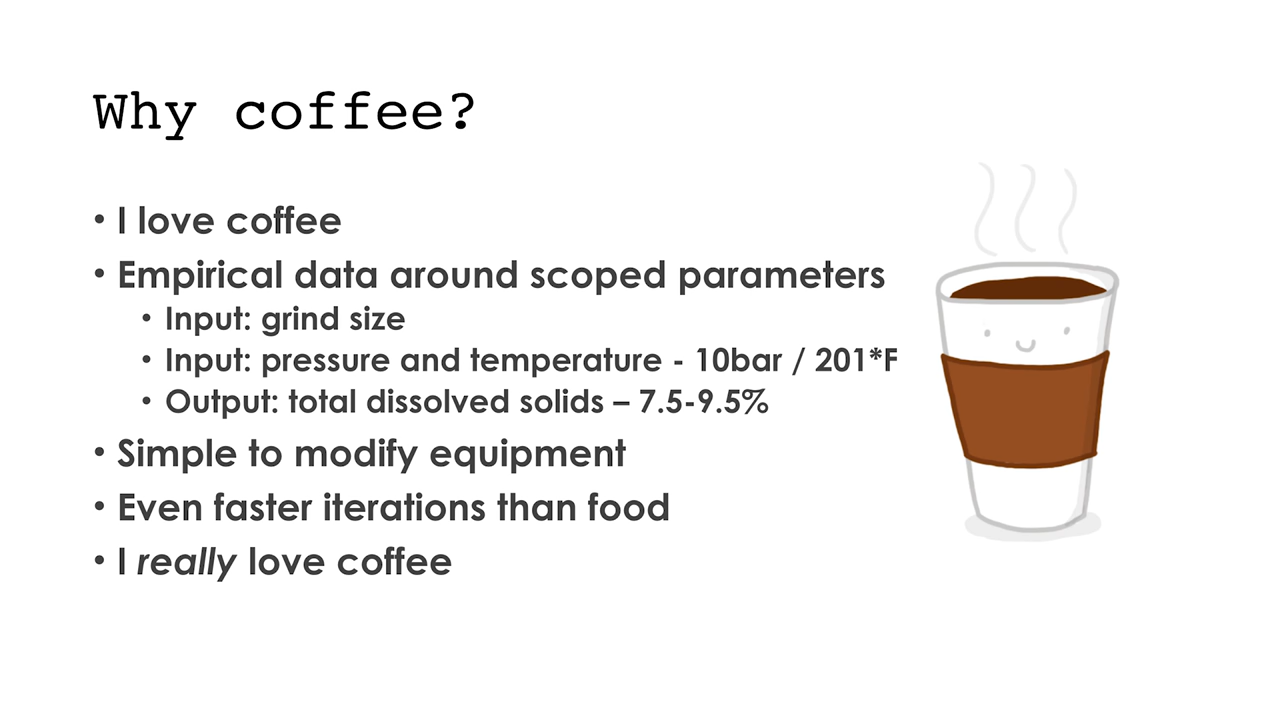 Why coffee?
• I love coffee
• Empirical data around scoped parameters
• Input: grind size
• Input: pressure and temperature - 10bar / 201*F
• Output: total dissolved solids – 7.5-9.5%
• Simple to modify equipment
• Even faster iterations than food
• I really love coffee